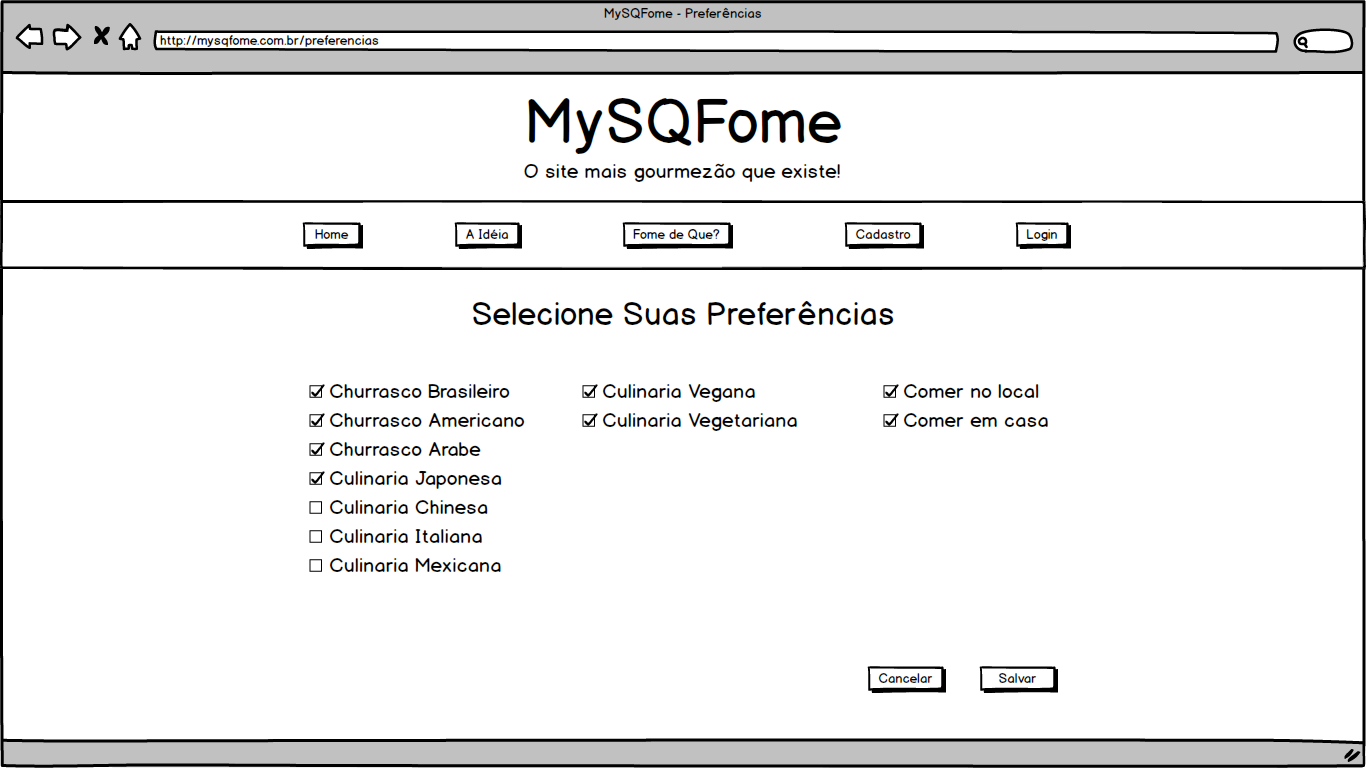 MySQFome - Preferências
http://mysqfome.com.br/preferencias
MySQFome
O site mais gourmezão que existe!
Home A Idéia Fome de Que? Cadastro Login
Selecione Suas Preferências
Churrasco Brasileiro Culinaria Vegana Comer no local
Churrasco Americano Culinaria Vegetariana Comer em casa
Churrasco Arabe
Culinaria Japonesa
Culinaria Chinesa
Culinaria Italiana
Culinaria Mexicana
Cancelar Salvar